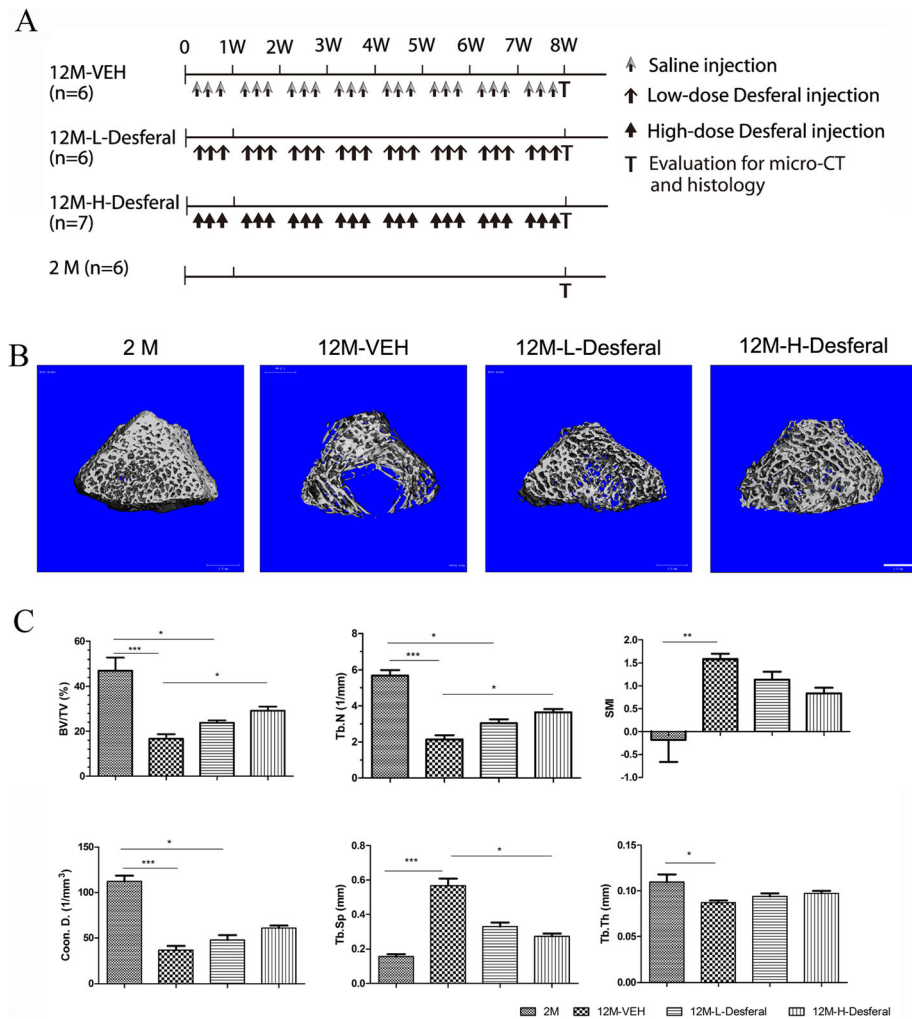 A
0 1W 2W 3W 4W 5W 6W 7W 8W
12M-VEH
(n=6)
T
Saline injection
Low-dose Desferal injection
12M-L-Desferal
(n=6)
T
High-dose Desferal injection
T Evaluation for micro-CT
and histology
12M-H-Desferal
(n=7)
T
2 M (n=6)
T
B
2 M 12M-VEH 12M-L-Desferal 12M-H-Desferal
C
BV/TV (%)
60
40
20
0
*
***
*
Tb.N (1/mm)
8
6
4
2
0
*
***
*
SMI
2.0
1.5
1.0
0.5
0.0
-0.5
-1.0
**
Coon. D. (1/mm³)
150
100
50
0
*
***
Tb.Sp (mm)
0.8
0.6
0.4
0.2
0.0
***
*
Tb.Th (mm)
0.15
0.10
0.05
0.00
*
2M 12M-VEH 12M-L-Desferal 12M-H-Desferal